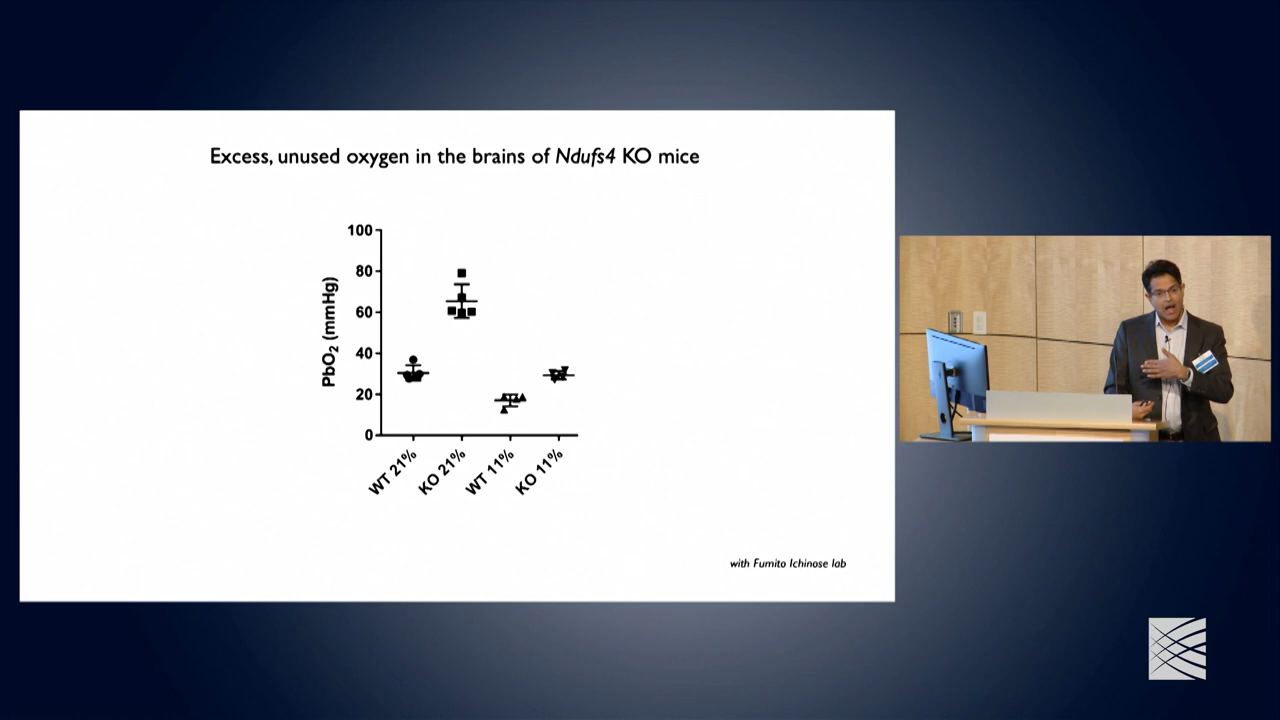 Excess, unused oxygen in the brains of Ndufs4 KO mice
PbO2 (mmHg)
100
80
60
40
20
0
WT 21%
KO 21%
WT 11%
KO 11%
with Fumito Ichinose lab